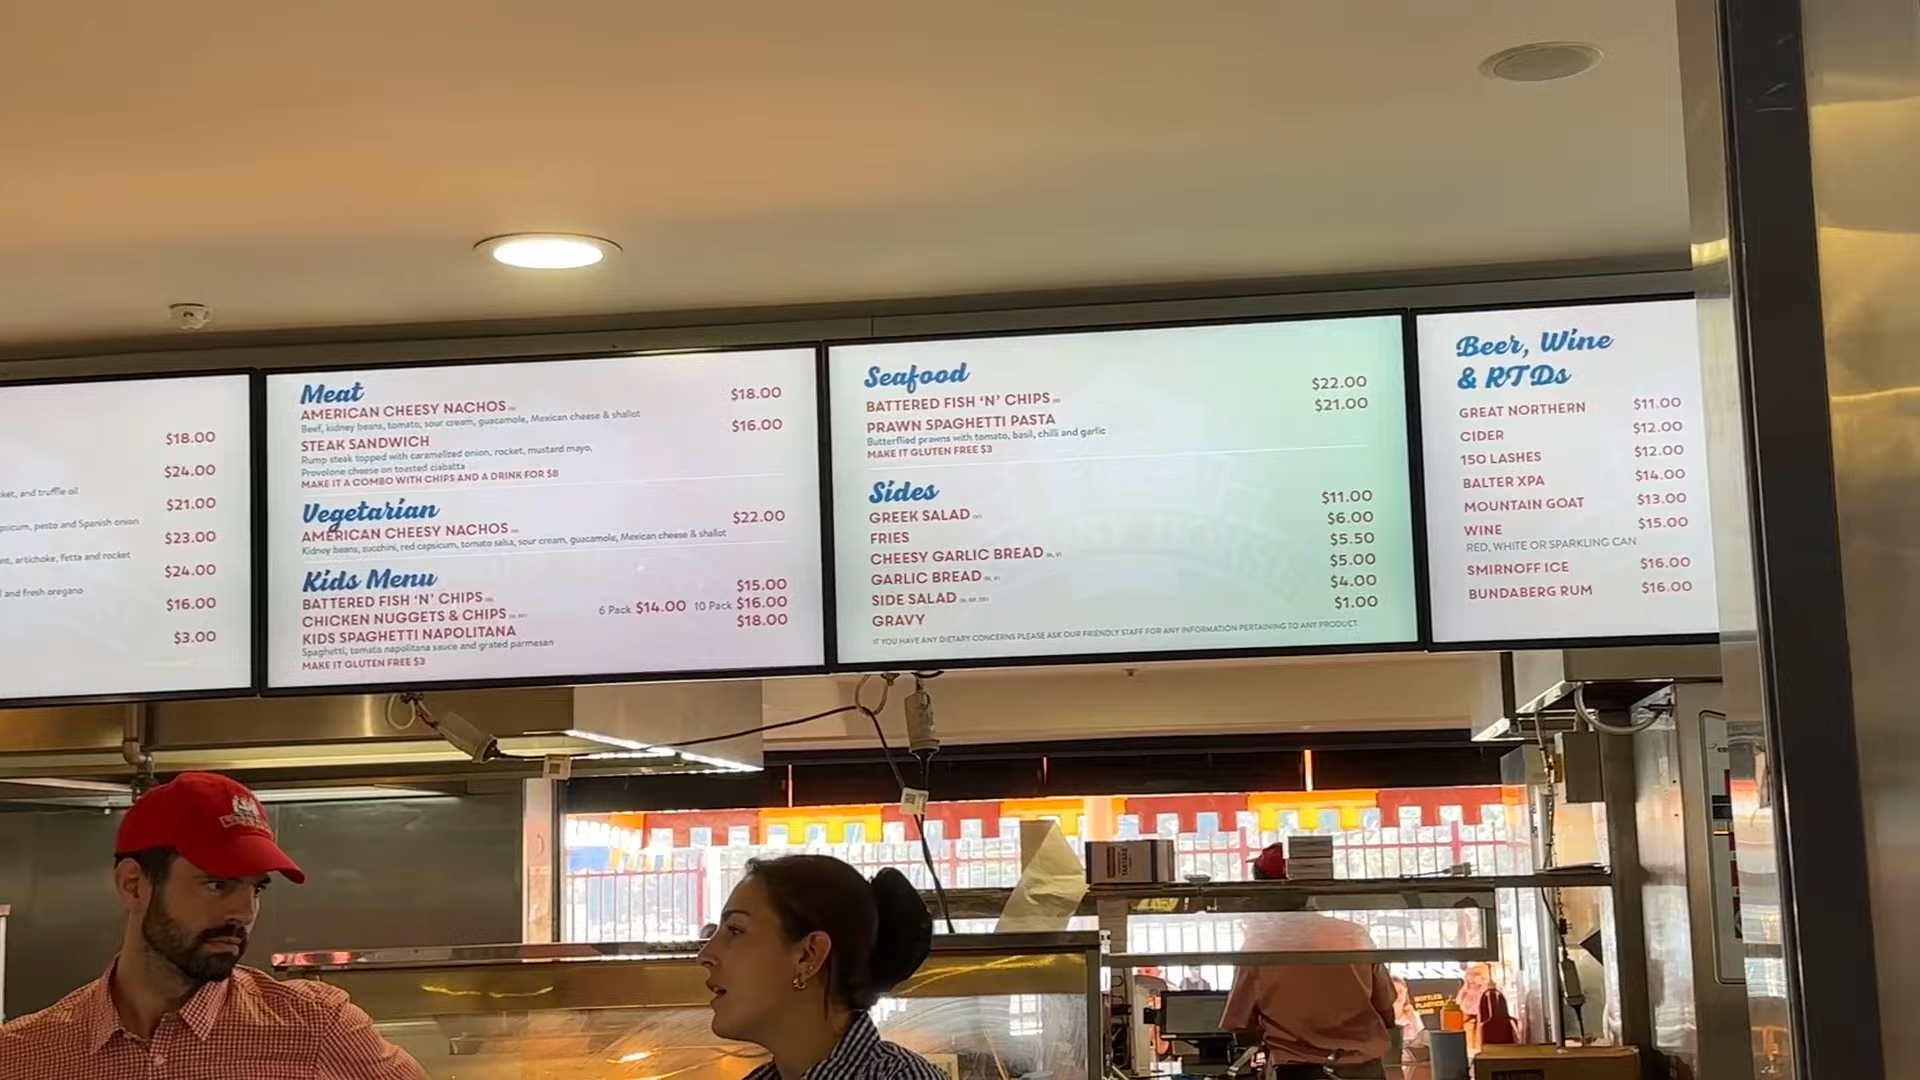 $18.00
$24.00
ket, and truffle oil
$21.00
psicum, pesto and Spanish onion
$23.00
nt, artichoke, fetta and rocket
$24.00
l and fresh oregano
$16.00
$3.00
Meat
AMERICAN CHEESY NACHOS $18.00
Beef, kidney beans, tomato, sour cream, guacamole, Mexican cheese & shallot
STEAK SANDWICH $16.00
Rump steak topped with caramelized onion, rocket, mustard mayo,
Provolone cheese on toasted ciabatta
MAKE IT A COMBO WITH CHIPS AND A DRINK FOR $8
Vegetarian
AMERICAN CHEESY NACHOS $22.00
Kidney beans, zucchini, red capsicum, tomato salsa, sour cream, guacamole, Mexican cheese & shallot
Kids Menu
BATTERED FISH 'N' CHIPS $15.00
CHICKEN NUGGETS & CHIPS 6 Pack $14.00 10 Pack $16.00
KIDS SPAGHETTI NAPOLITANA $18.00
Spaghetti, tomato napolitana sauce and grated parmesan
MAKE IT GLUTEN FREE $3
Seafood
BATTERED FISH 'N' CHIPS $22.00
PRAWN SPAGHETTI PASTA $21.00
Butterflied prawns with tomato, basil, chilli and garlic
MAKE IT GLUTEN FREE $3
Sides
GREEK SALAD $11.00
FRIES $6.00
CHEESY GARLIC BREAD $5.50
GARLIC BREAD $5.00
SIDE SALAD $4.00
GRAVY $1.00
IF YOU HAVE ANY DIETARY CONCERNS PLEASE ASK OUR FRIENDLY STAFF FOR ANY INFORMATION PERTAINING TO ANY PRODUCT.
Beer, Wine
& RTDs
GREAT NORTHERN $11.00
CIDER $12.00
150 LASHES $12.00
BALTER XPA $14.00
MOUNTAIN GOAT $13.00
WINE $15.00
RED, WHITE OR SPARKLING CAN
SMIRNOFF ICE $16.00
BUNDABERG RUM $16.00